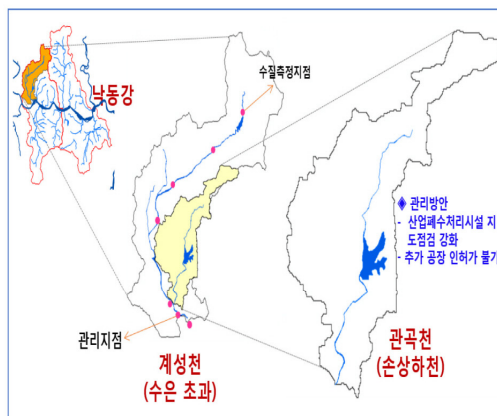 낙동강
수질측정지점
관리지점
계성천
(수은 초과)
◈ 관리방안
- 산업폐수처리시설 지
도점검 강화
- 추가 공장 인허가 불가
관곡천
(손상하천)